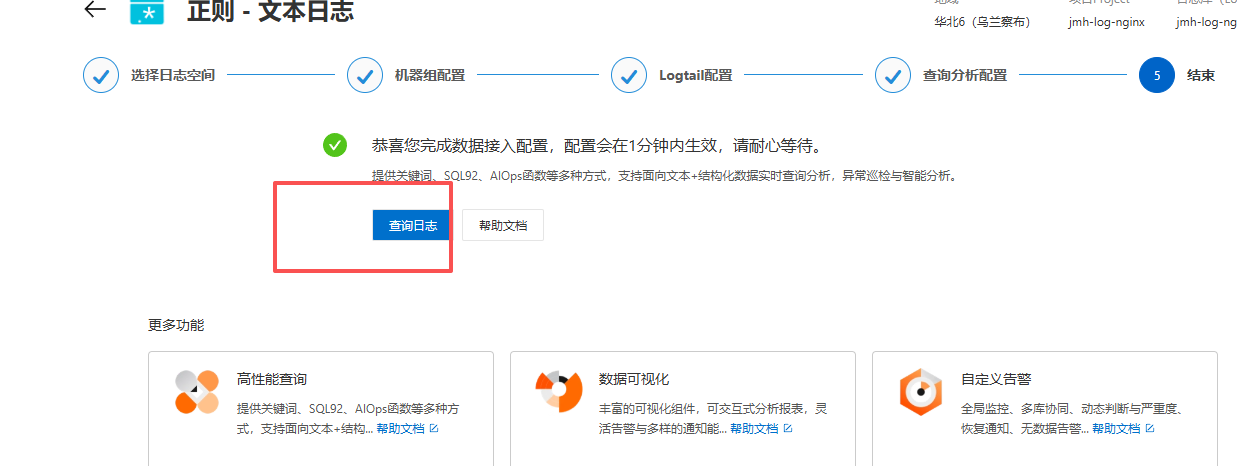 正则 - 文本日志
华北6（乌兰察布）
jmh-log-nginx
jmh-log-ng
选择日志空间
机器组配置
Logtail配置
查询分析配置
5
结束
恭喜您完成数据接入配置，配置会在1分钟内生效，请耐心等待。
提供关键词、SQL92、AIOps函数等多种方式，支持面向文本+结构化数据实时查询分析，异常巡检与智能分析。
查询日志
帮助文档
更多功能
高性能查询
提供关键词、SQL92、AIOps函数等多种方
式，支持面向文本+结构... 帮助文档
数据可视化
丰富的可视化组件，可交互式分析报表，灵
活告警与多样的通知能... 帮助文档
自定义告警
全局监控、多库协同、动态判断与严重度、
恢复通知、无数据告警... 帮助文档